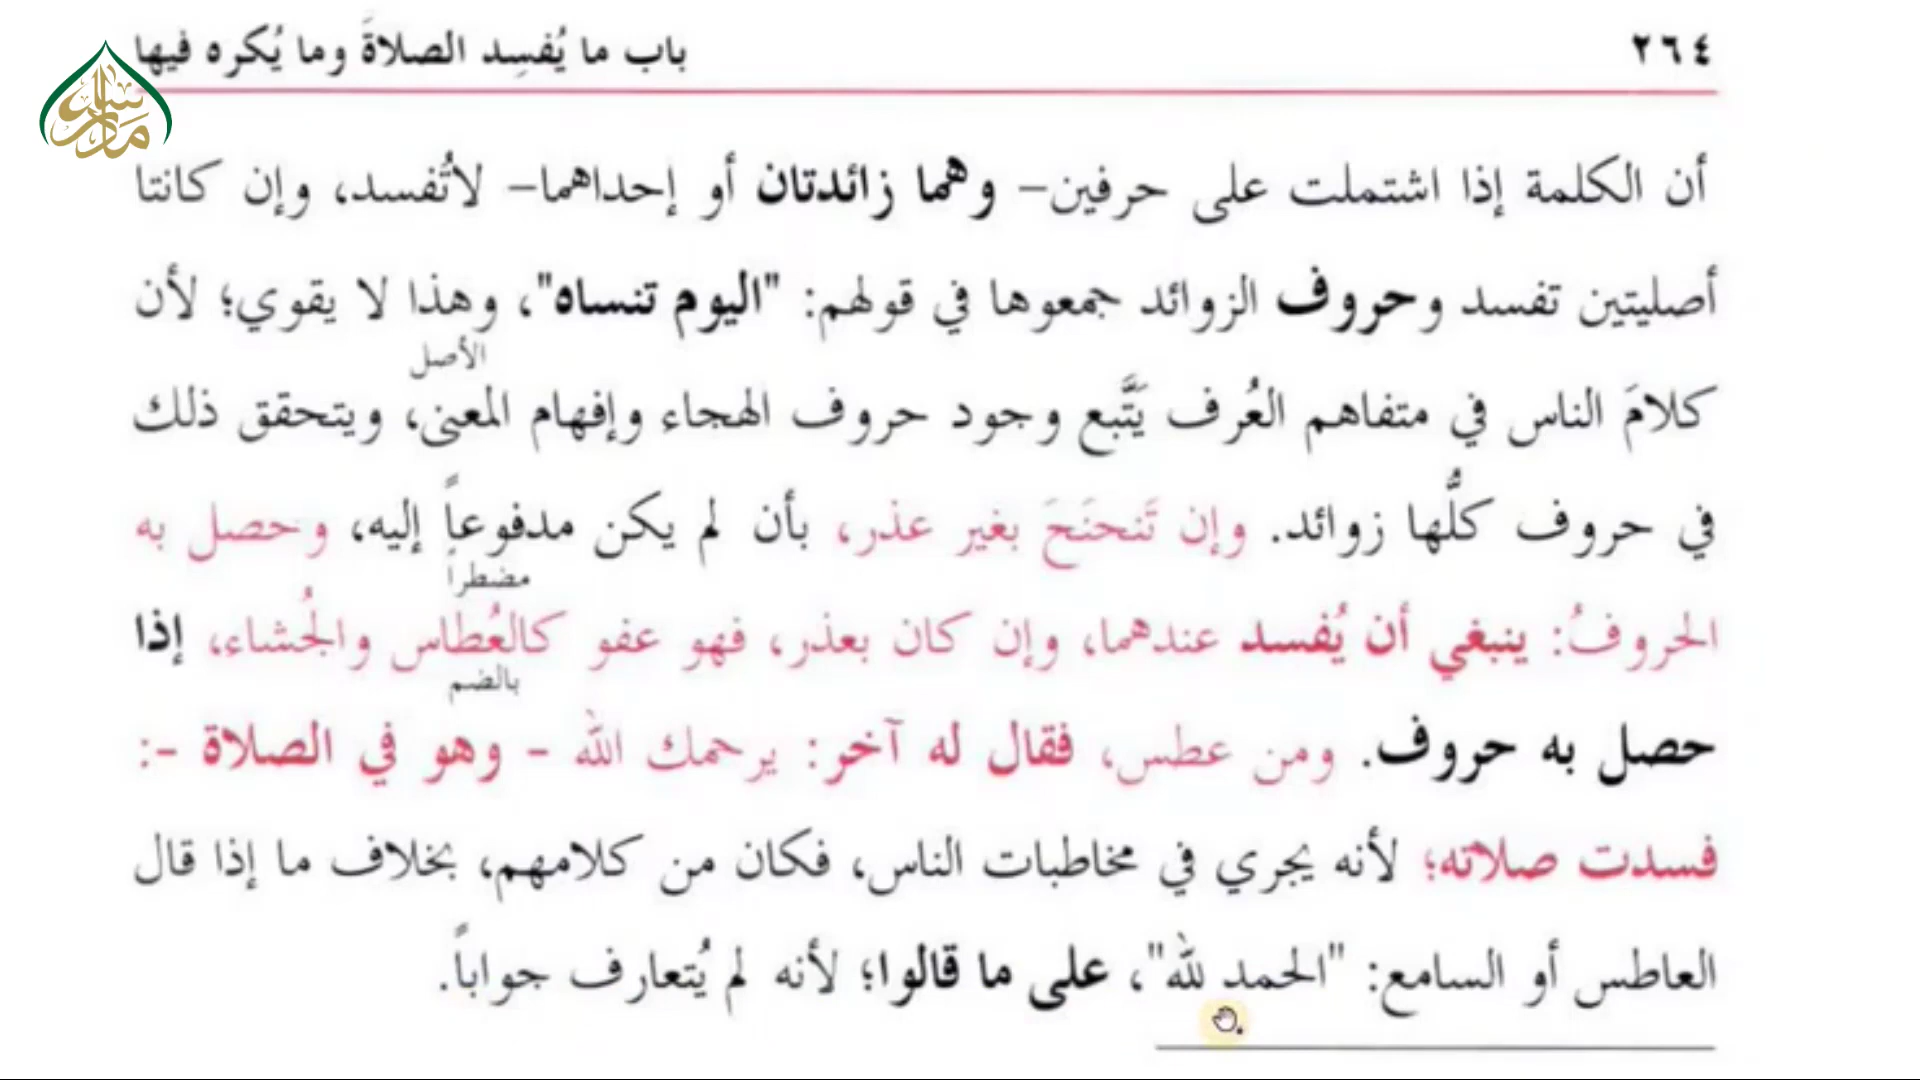 ٢٦٤ باب ما يُفسِد الصلاةَ وما يُكره فيها
مدرسة
أن الكلمة إذا اشتملت على حرفين– وهما زائدتان أو إحداهما– لاتُفسد، وإن كانتا
أصليتين تفسد وحروف الزوائد جمعوها في قولهم: "اليوم تنساه"، وهذا لا يقوي؛ لأن
الأصل
كلامَ الناس في متفاهم العُرف يَتَّبع وجود حروف الهجاء وإفهام المعنى، ويتحقق ذلك
في حروف كلُّها زوائد. وإن تَنحنَحَ بغير عذر، بأن لم يكن مدفوعاً إليه، وحصل به
مضطراً
الحروفُ: ينبغي أن يُفسد عندهما، وإن كان بعذر، فهو عفو كالعُطاس والجُشاء، إذا
بالضم
حصل به حروف. ومن عطس، فقال له آخر: يرحمك الله – وهو في الصلاة –:
فسدت صلاته؛ لأنه يجري في مخاطبات الناس، فكان من كلامهم، بخلاف ما إذا قال
العاطس أو السامع: "الحمد لله"، على ما قالوا؛ لأنه لم يُتعارف جواباً.